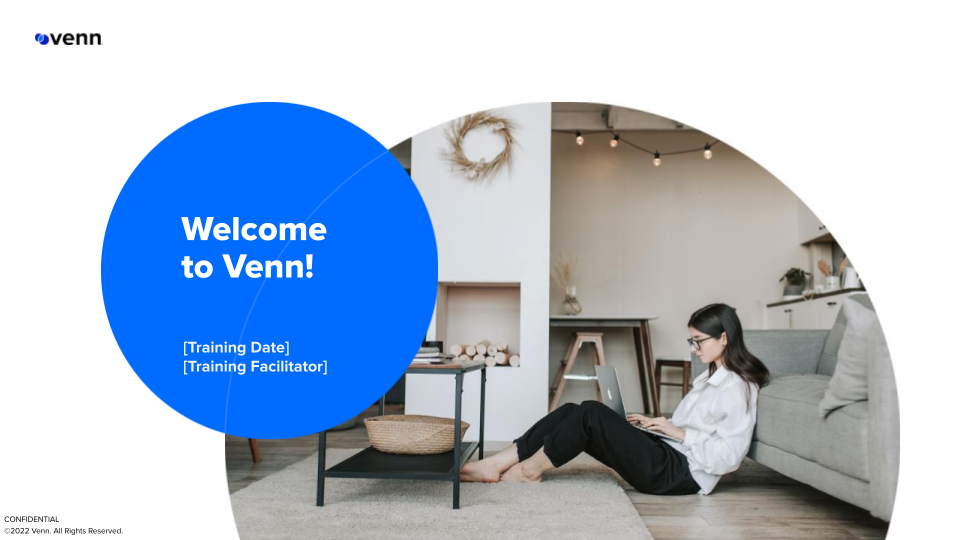 venn
Welcome
to Venn!
[Training Date]
[Training Facilitator]
CONFIDENTIAL
©2022 Venn. All Rights Reserved.